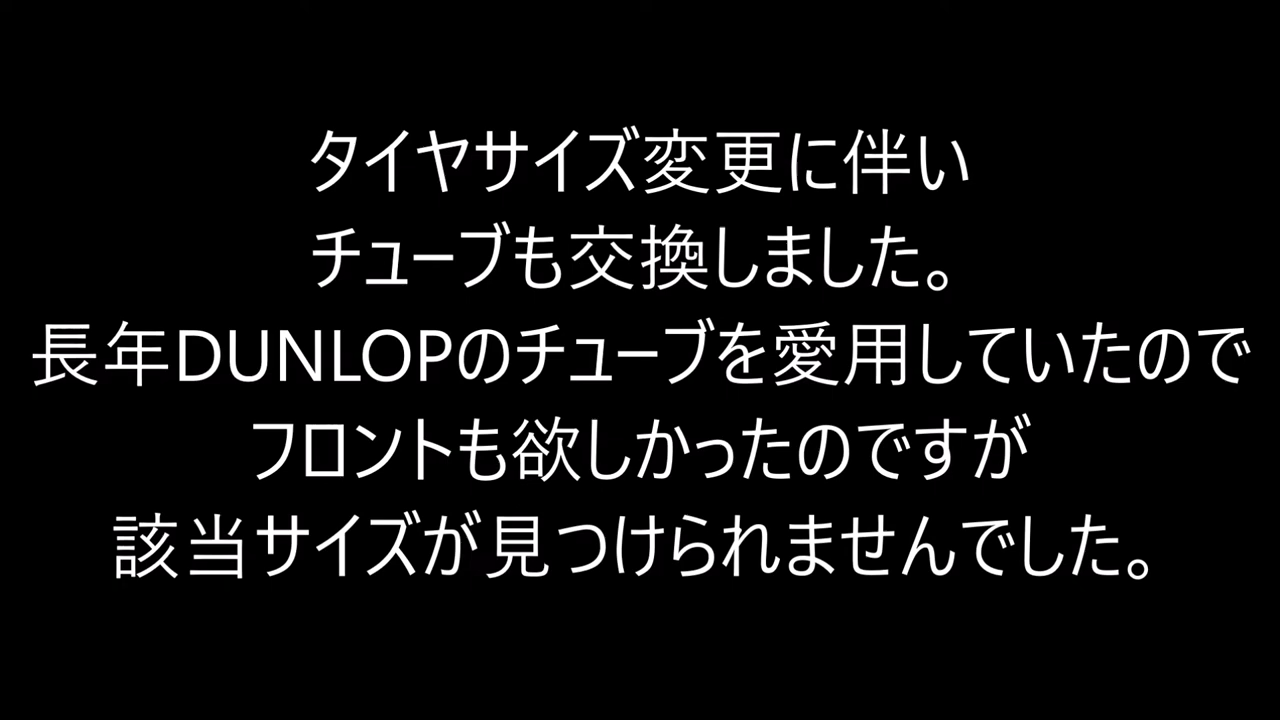 タイヤサイズ変更に伴い
チューブも交換しました。
長年DUNLOPのチューブを愛用していたので
フロントも欲しかったのですが
該当サイズが見つけられませんでした。